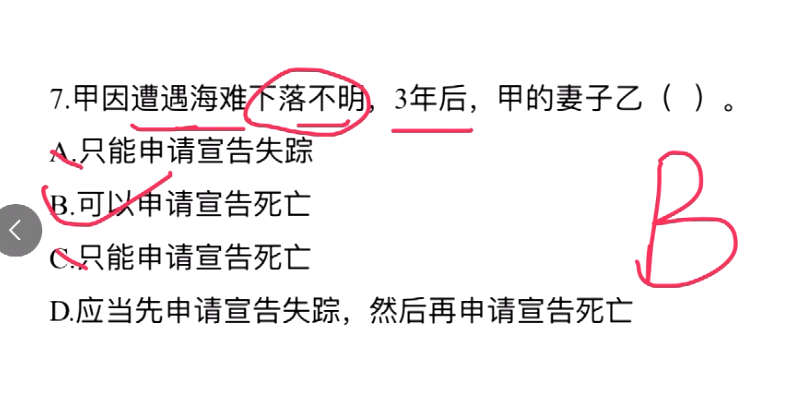 7.甲因遭遇海难下落不明，3年后，甲的妻子乙（ ）。
A.只能申请宣告失踪
B.可以申请宣告死亡
C.只能申请宣告死亡
D.应当先申请宣告失踪，然后再申请宣告死亡
B